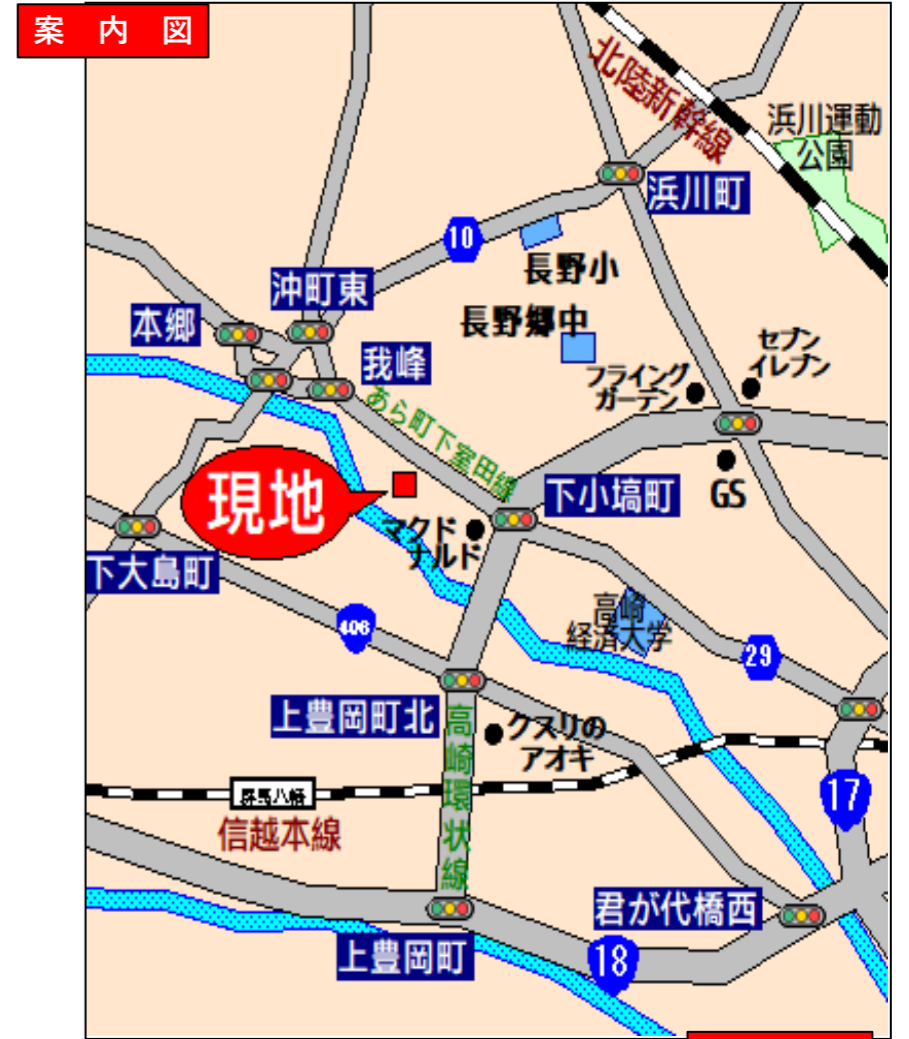 案内図
北陸新幹線
浜川運動
公園
浜川町
10
長野小
沖町東
長野郷中
本郷
セブン
イレブン
我峰
フライング
ガーデン
あら町下室田線
現地
下小塙町
GS
マクド
ナルド
下大島町
高崎
経済大学
406
29
上豊岡町北
高崎環状線
クスリの
アオキ
17
群馬八幡
信越本線
君が代橋西
上豊岡町
18